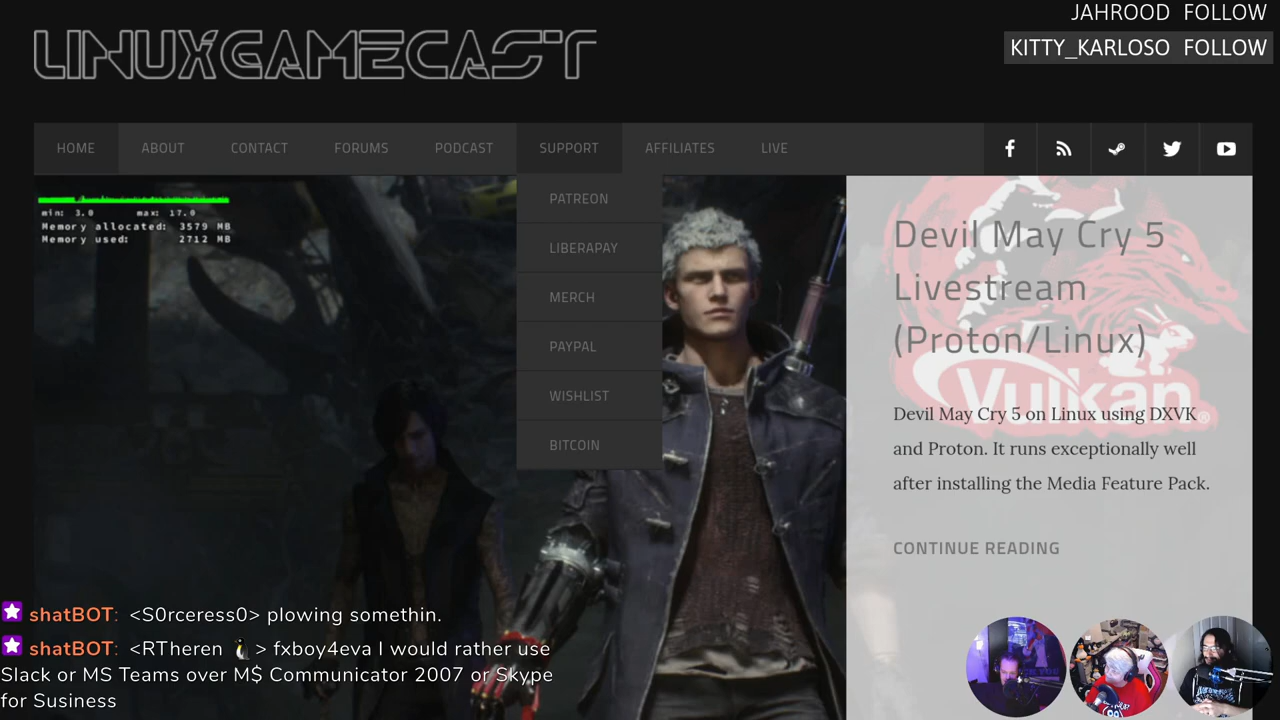 JAHROOD FOLLOW
KITTY_KARLOSO FOLLOW
LINUXGAMECAST
HOME ABOUT CONTACT FORUMS PODCAST SUPPORT AFFILIATES LIVE
PATREON
LIBERAPAY
MERCH
PAYPAL
WISHLIST
BITCOIN
min: 3.0 max: 17.0
Memory allocated: 3579 MB
Memory used: 2712 MB
Devil May Cry 5
Livestream
(Proton/Linux)
Vulkan®
Devil May Cry 5 on Linux using DXVK
and Proton. It runs exceptionally well
after installing the Media Feature Pack.
CONTINUE READING
shatBOT: <S0rceress0> plowing somethin.
shatBOT: <RTheren 🐧 > fxboy4eva I would rather use
Slack or MS Teams over M$ Communicator 2007 or Skype
for Susiness